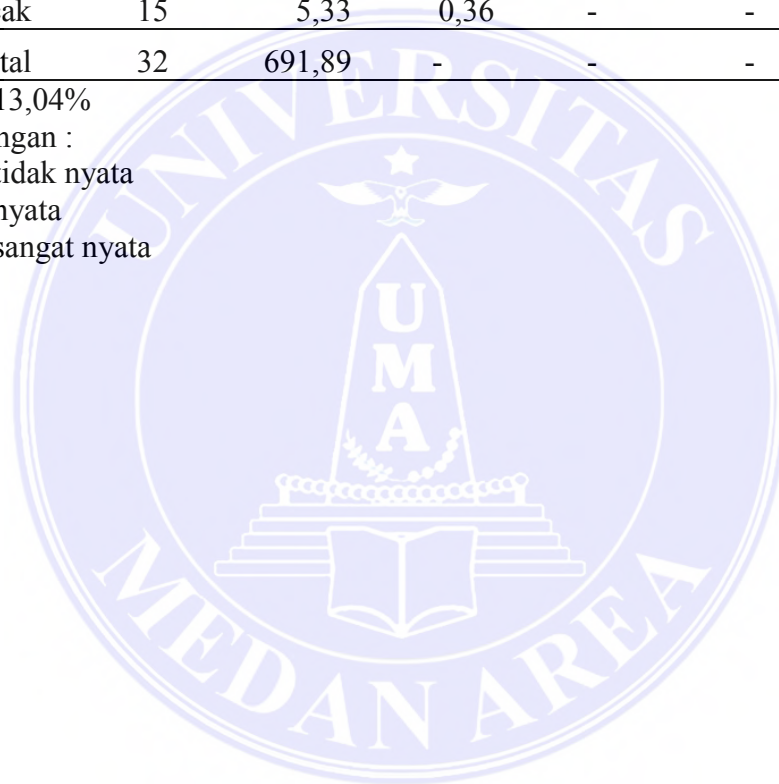 cak 15 5,33 0,36 - -
tal 32 691,89 - - -
13,04%
ngan :
tidak nyata
nyata
sangat nyata
UNIVERSITAS
UMA
MEDAN AREA